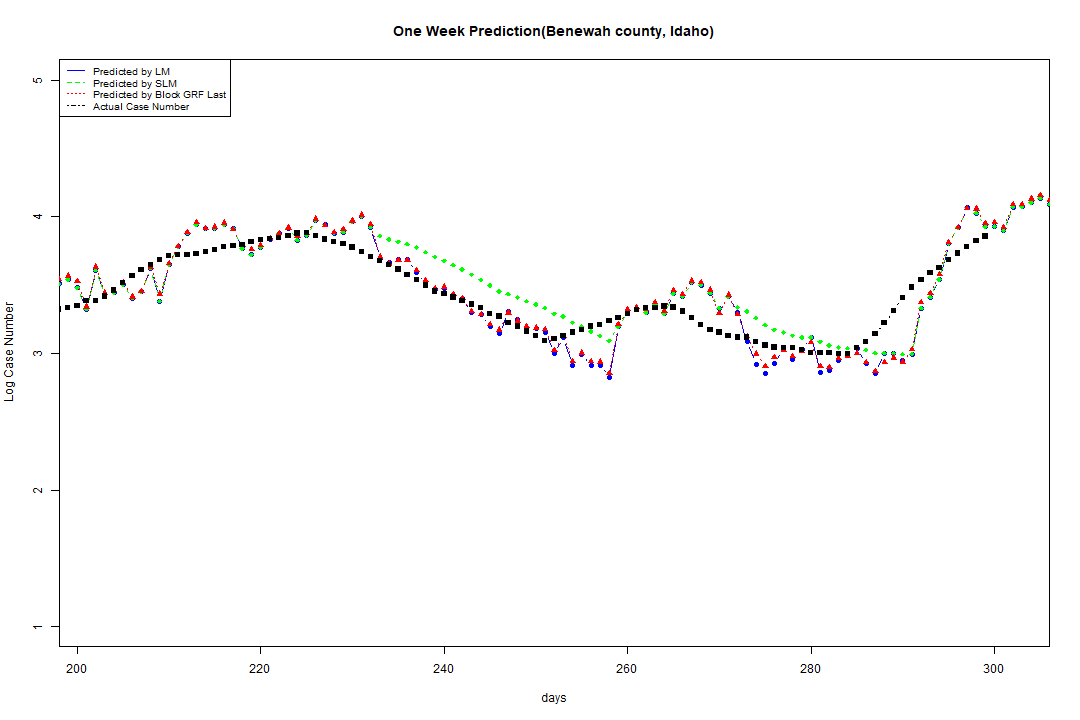 One Week Prediction(Benewah county, Idaho)
Predicted by LM
Predicted by SLM
Predicted by Block GRF Last
Actual Case Number
5
4
3
2
1
Log Case Number
200 220 240 260 280 300
days